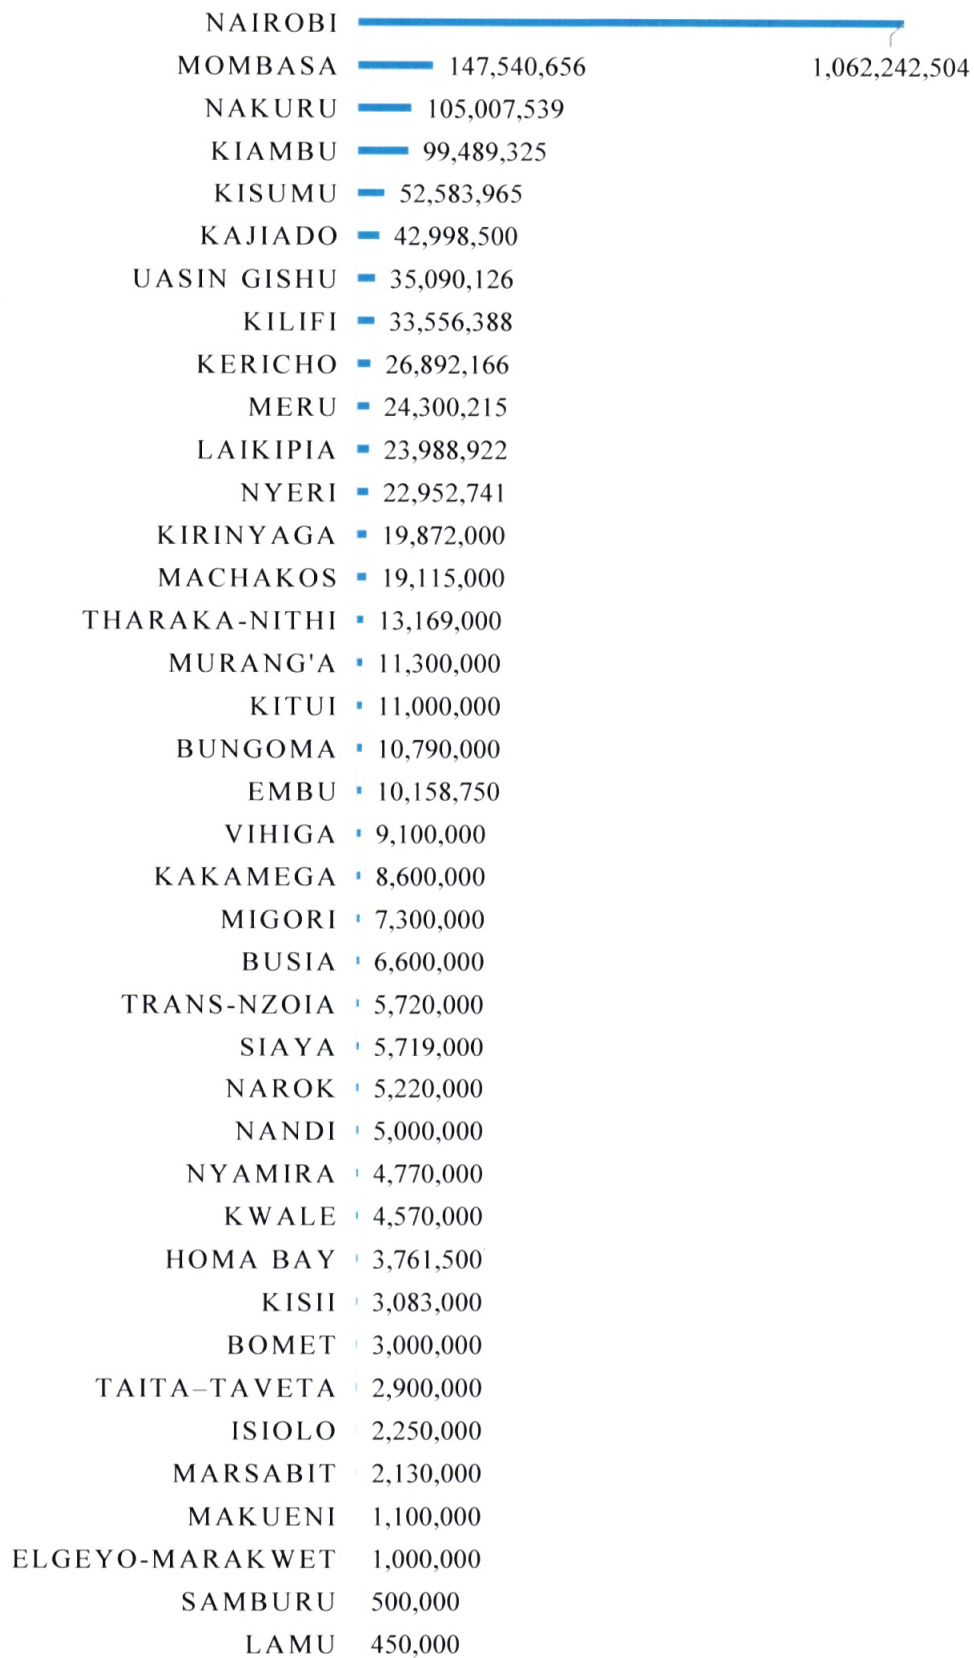 NAIROBI
MOMBASA 147,540,656 1,062,242,504
NAKURU 105,007,539
KIAMBU 99,489,325
KISUMU 52,583,965
KAJIADO 42,998,500
UASIN GISHU 35,090,126
KILIFI 33,556,388
KERICHO 26,892,166
MERU 24,300,215
LAIKIPIA 23,988,922
NYERI 22,952,741
KIRINYAGA 19,872,000
MACHAKOS 19,115,000
THARAKA-NITHI 13,169,000
MURANG'A 11,300,000
KITUI 11,000,000
BUNGOMA 10,790,000
EMBU 10,158,750
VIHIGA 9,100,000
KAKAMEGA 8,600,000
MIGORI 7,300,000
BUSIA 6,600,000
TRANS-NZOIA 5,720,000
SIAYA 5,719,000
NAROK 5,220,000
NANDI 5,000,000
NYAMIRA 4,770,000
KWALE 4,570,000
HOMA BAY 3,761,500
KISII 3,083,000
BOMET 3,000,000
TAITA–TAVETA 2,900,000
ISIOLO 2,250,000
MARSABIT 2,130,000
MAKUENI 1,100,000
ELGEYO-MARAKWET 1,000,000
SAMBURU 500,000
LAMU 450,000